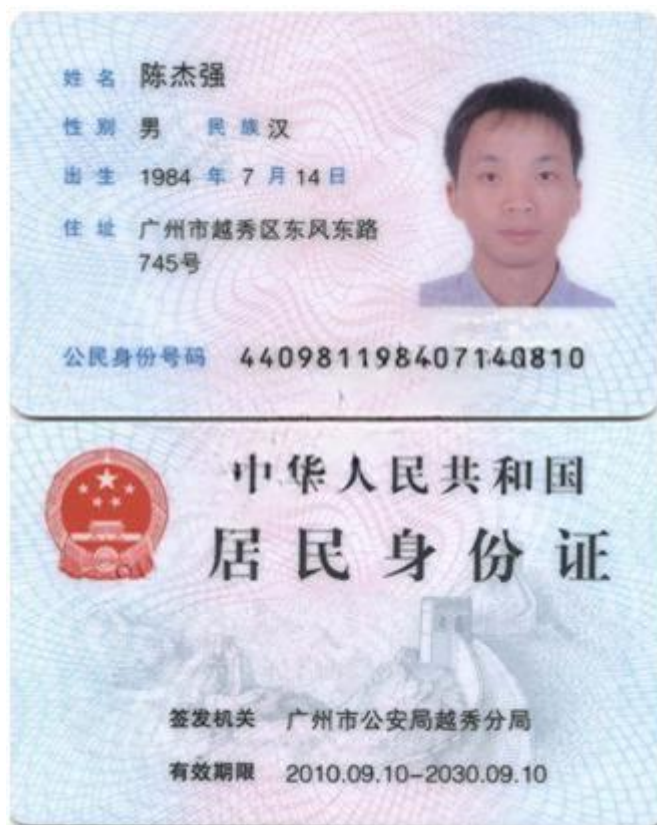 姓名 陈杰强
性别 男 民族 汉
出生 1984 年 7 月 14 日
住址 广州市越秀区东风东路
745号
公民身份号码 440981198407140810
中华人民共和国
居民身份证
签发机关 广州市公安局越秀分局
有效期限 2010.09.10-2030.09.10